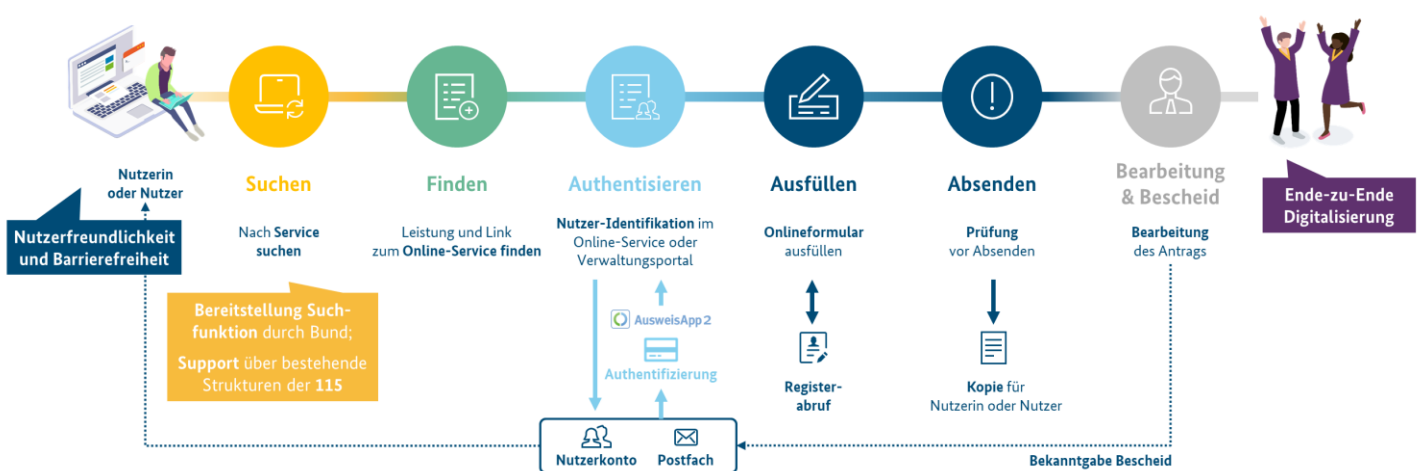 Nutzerin
oder Nutzer
Nutzerfreundlichkeit
und Barrierefreiheit
Suchen
Nach Service
suchen
Bereitstellung Such-
funktion durch Bund;
Support über bestehende
Strukturen der 115
Finden
Leistung und Link
zum Online-Service finden
Authentisieren
Nutzer-Identifikation im
Online-Service oder
Verwaltungsportal
AusweisApp2
Authentifizierung
Nutzerkonto
Postfach
Ausfüllen
Onlineformular
ausfüllen
Register-
abruf
Absenden
Prüfung
vor Absenden
Kopie für
Nutzerin oder Nutzer
Bearbeitung
& Bescheid
Bearbeitung
des Antrags
Bekanntgabe Bescheid
Ende-zu-Ende
Digitalisierung